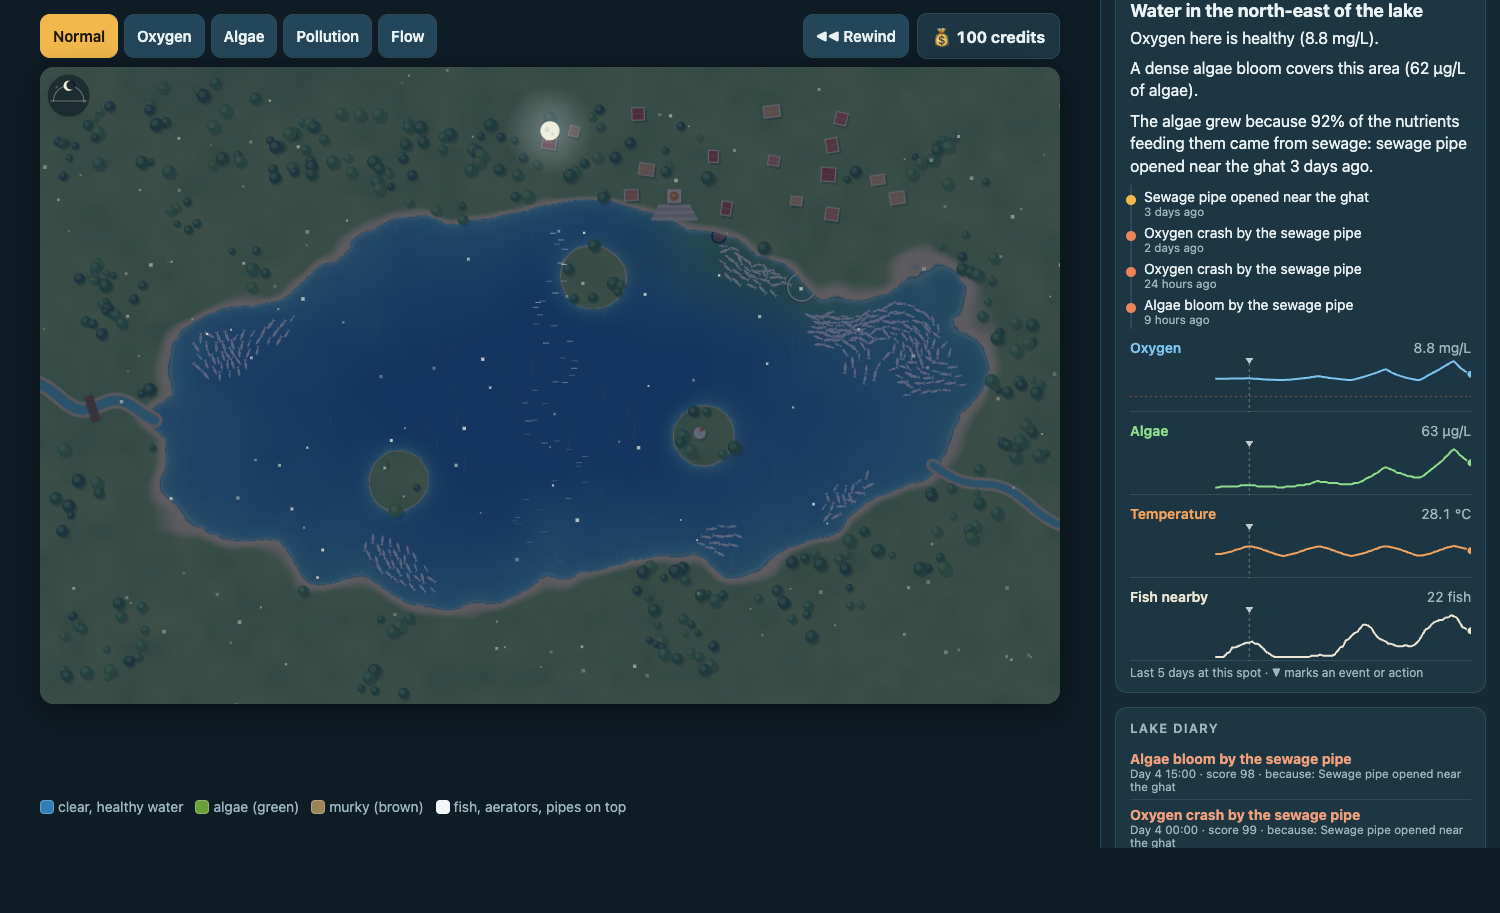 Normal
Oxygen
Algae
Pollution
Flow
◀◀ Rewind
💰 100 credits
Water in the north-east of the lake
Oxygen here is healthy (8.8 mg/L).
A dense algae bloom covers this area (62 µg/L
of algae).
The algae grew because 92% of the nutrients
feeding them came from sewage: sewage pipe
opened near the ghat 3 days ago.
Sewage pipe opened near the ghat
3 days ago
Oxygen crash by the sewage pipe
2 days ago
Oxygen crash by the sewage pipe
24 hours ago
Algae bloom by the sewage pipe
9 hours ago
Oxygen 8.8 mg/L
Algae 63 µg/L
Temperature 28.1 °C
Fish nearby 22 fish
Last 5 days at this spot · ▼ marks an event or action
LAKE DIARY
Algae bloom by the sewage pipe
Day 4 15:00 · score 98 · because: Sewage pipe opened near
the ghat
Oxygen crash by the sewage pipe
Day 4 00:00 · score 99 · because: Sewage pipe opened near
the ghat
clear, healthy water
algae (green)
murky (brown)
fish, aerators, pipes on top